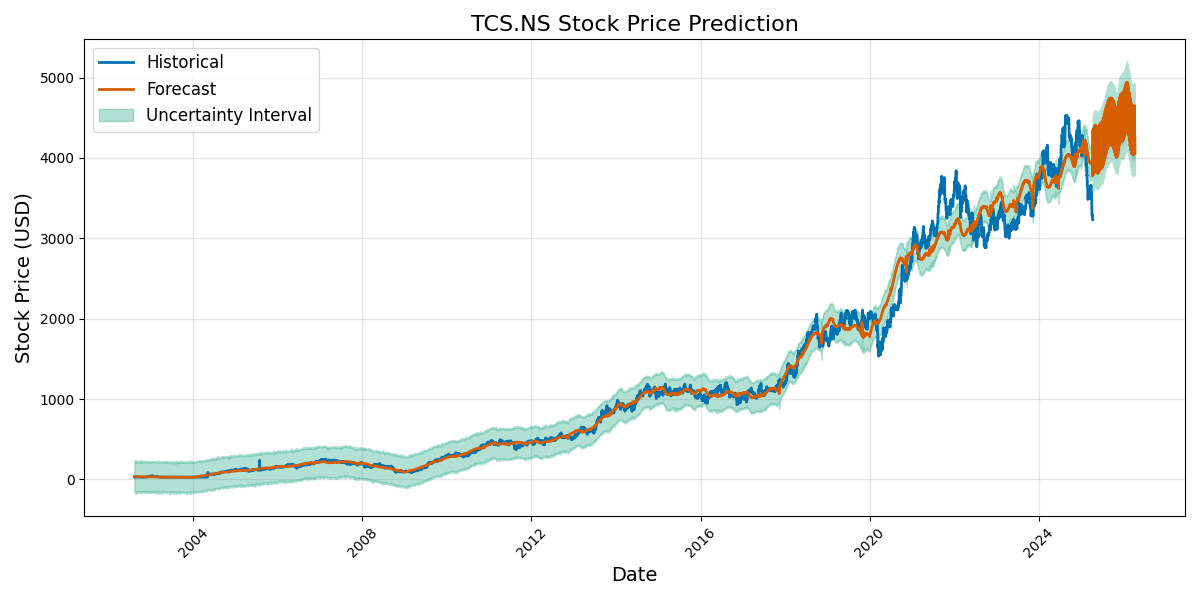 TCS.NS Stock Price Prediction
Historical
Forecast
Uncertainty Interval
Stock Price (USD)
5000
4000
3000
2000
1000
0
2004
2008
2012
2016
2020
2024
Date